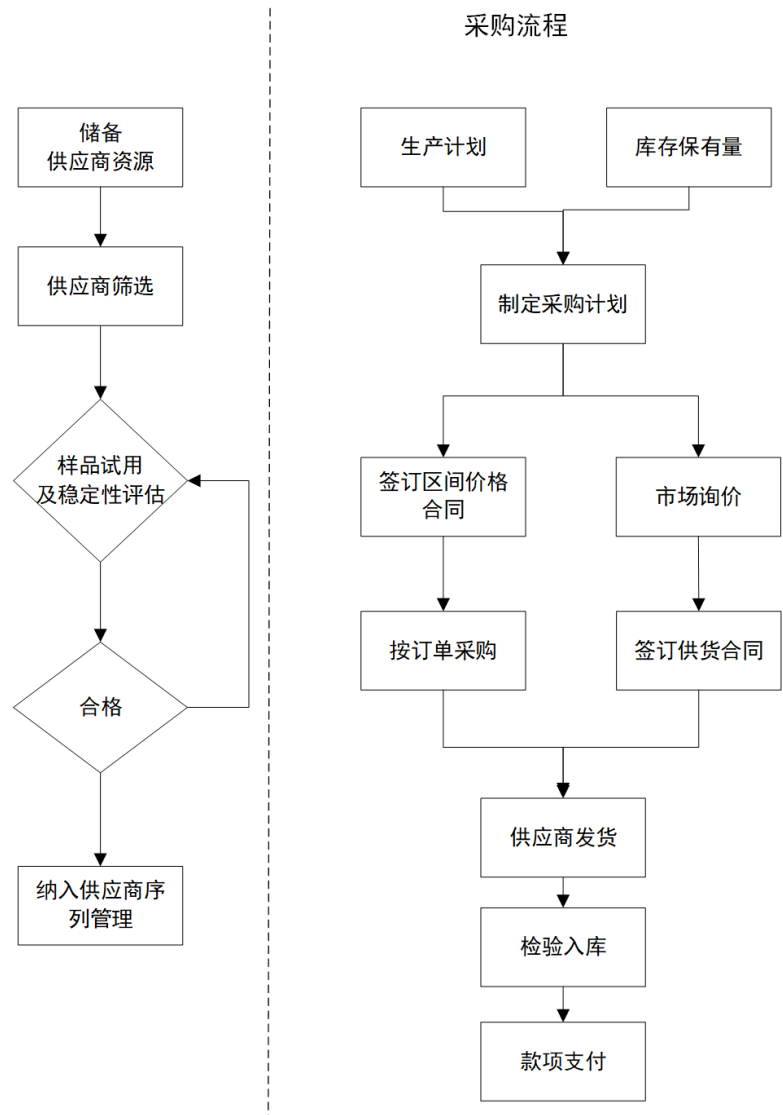 采购流程
储备
供应商资源
供应商筛选
样品试用
及稳定性评估
合格
纳入供应商序
列管理
生产计划
库存保有量
制定采购计划
签订区间价格
合同
市场询价
按订单采购
签订供货合同
供应商发货
检验入库
款项支付